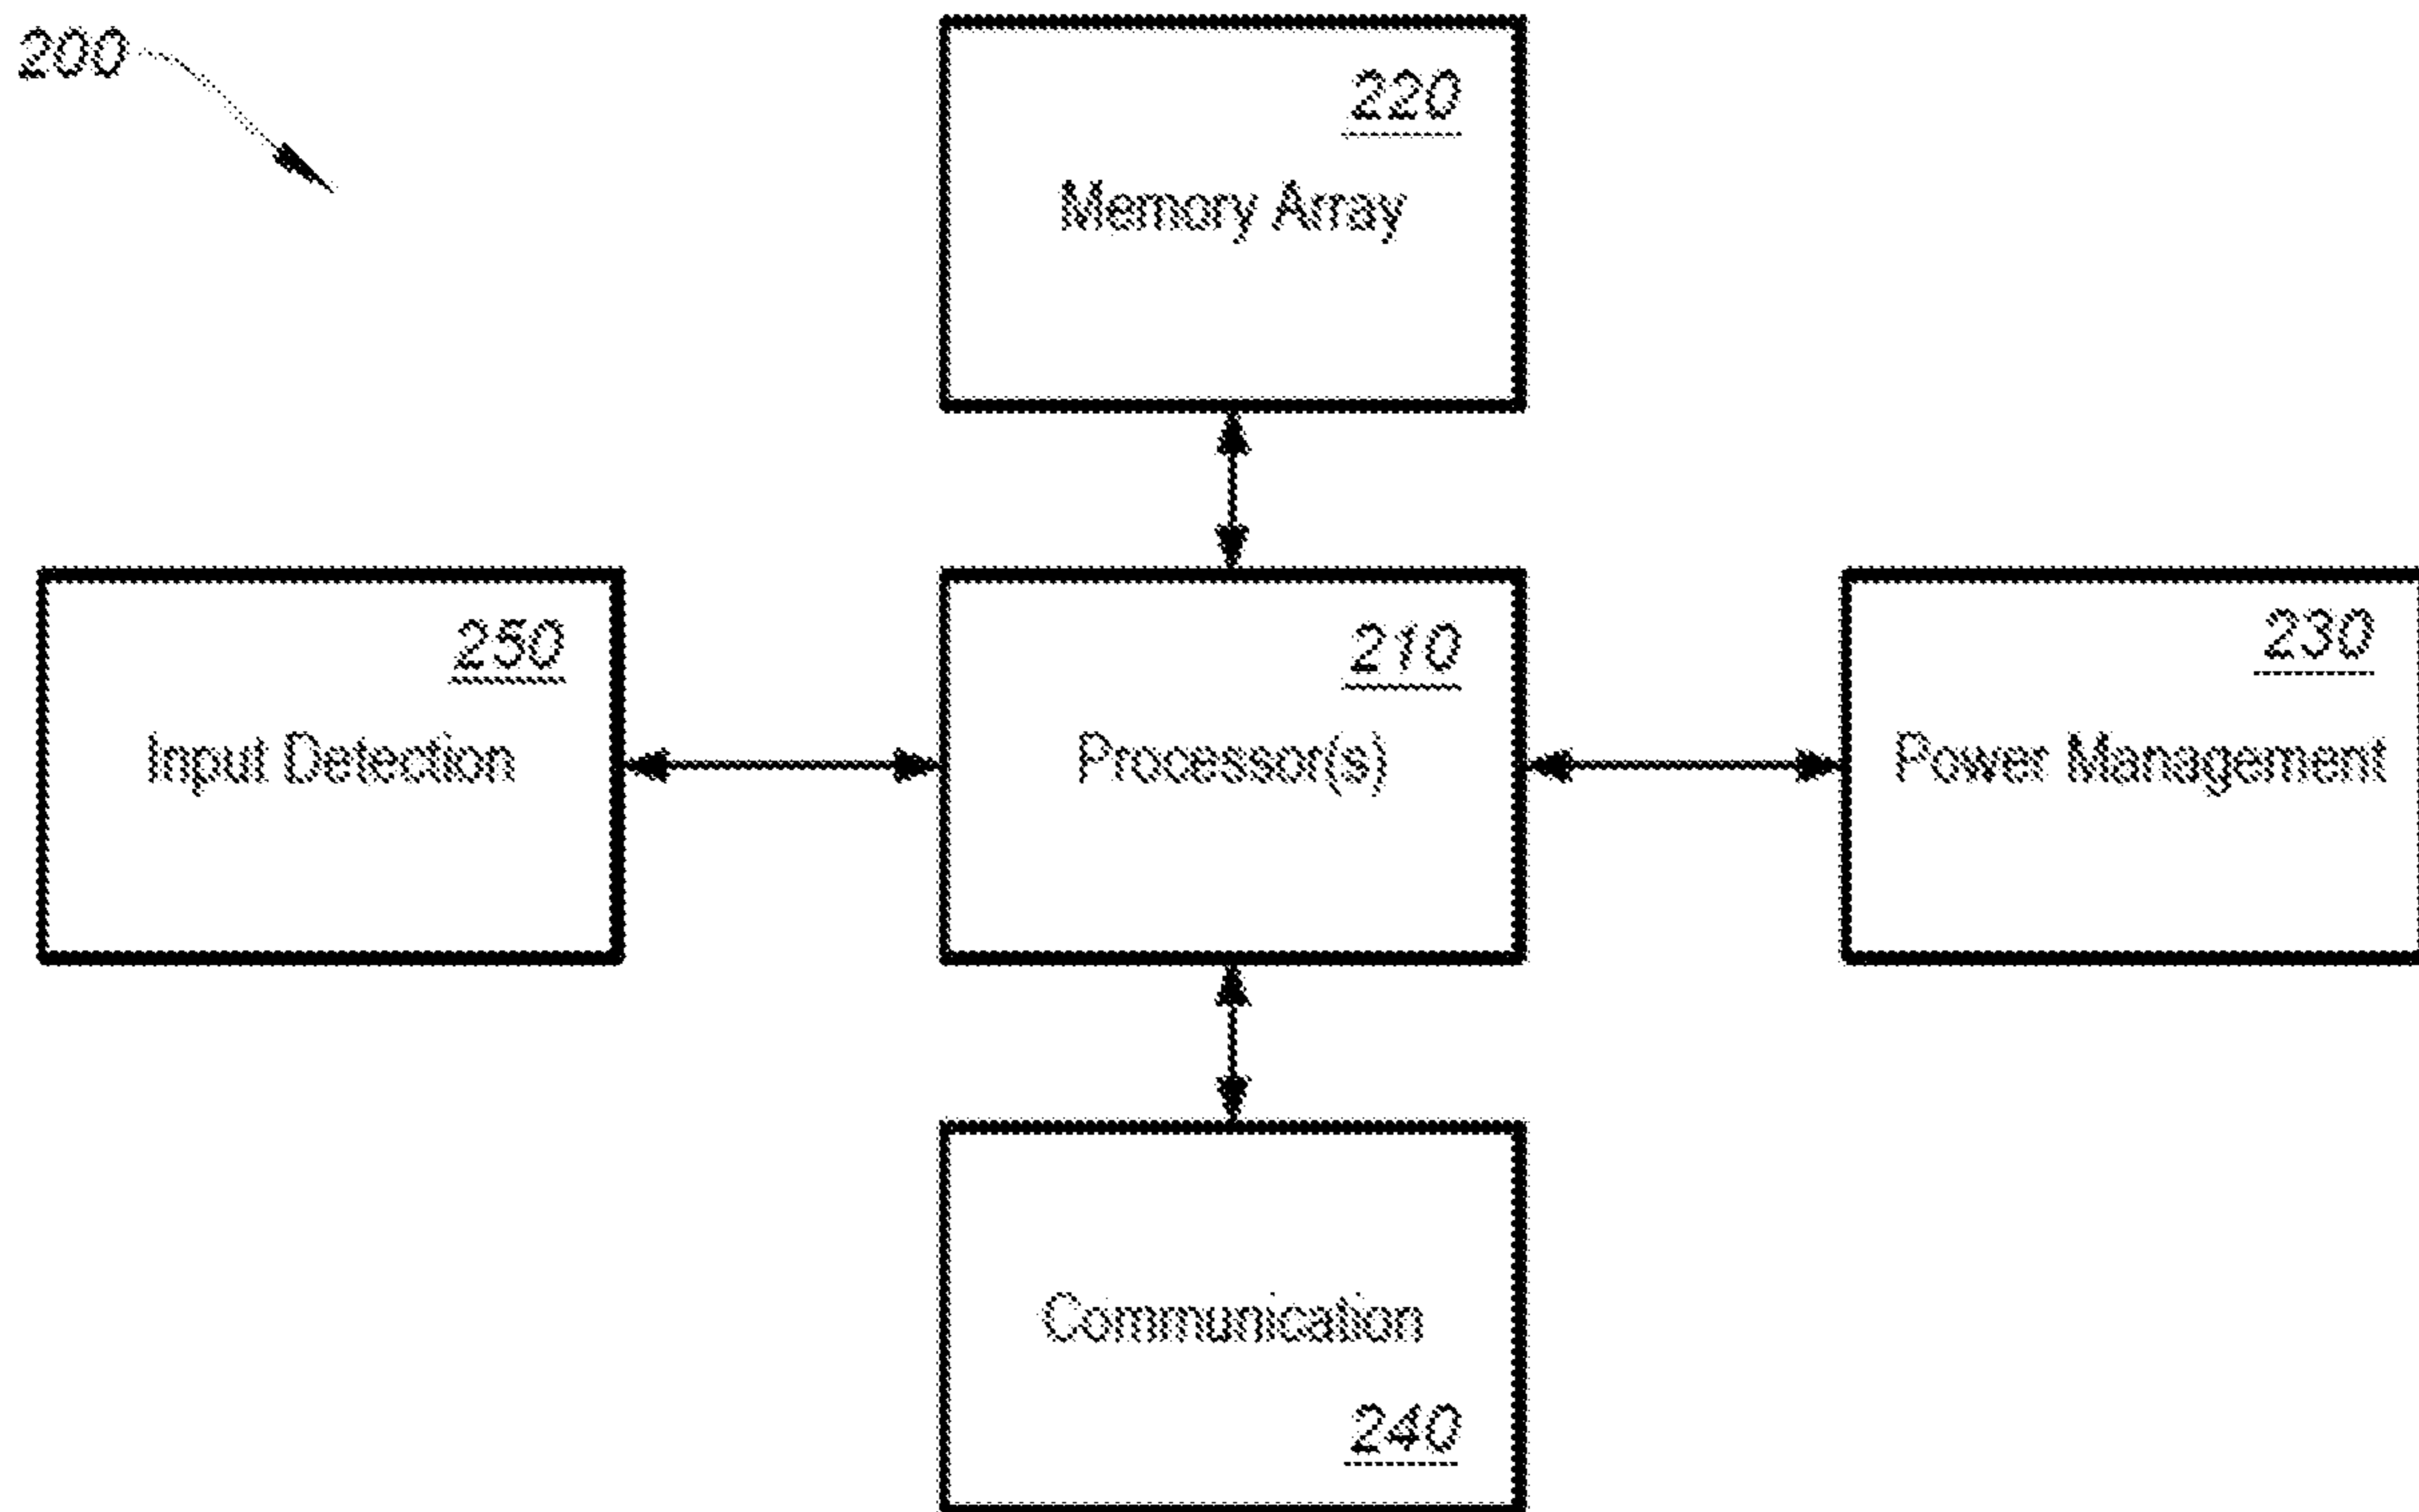 200
220
Memory Array
250
Input Detection
210
Processor(s)
230
Power Management
Communication
240